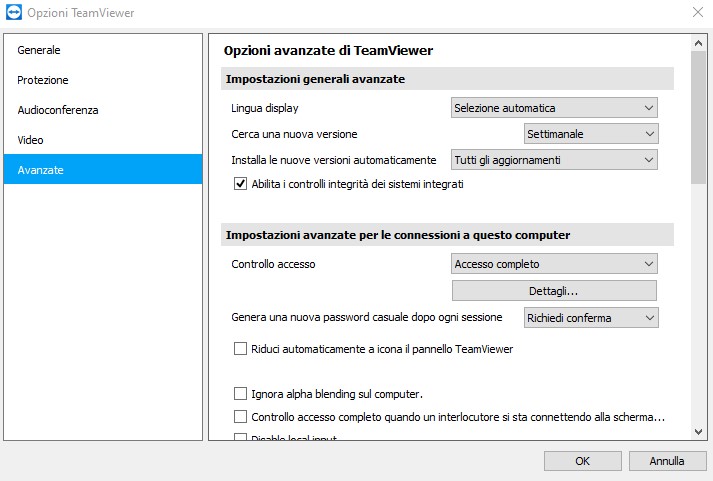 Opzioni TeamViewer
Generale
Protezione
Audioconferenza
Video
Avanzate
Opzioni avanzate di TeamViewer
Impostazioni generali avanzate
Lingua display Selezione automatica
Cerca una nuova versione Settimanale
Installa le nuove versioni automaticamente Tutti gli aggiornamenti
Abilita i controlli integrità dei sistemi integrati
Impostazioni avanzate per le connessioni a questo computer
Controllo accesso Accesso completo
Dettagli...
Genera una nuova password casuale dopo ogni sessione Richiedi conferma
Riduci automaticamente a icona il pannello TeamViewer
Ignora alpha blending sul computer.
Controllo accesso completo quando un interlocutore si sta connettendo alla scherma...
Disable local input
OK Annulla